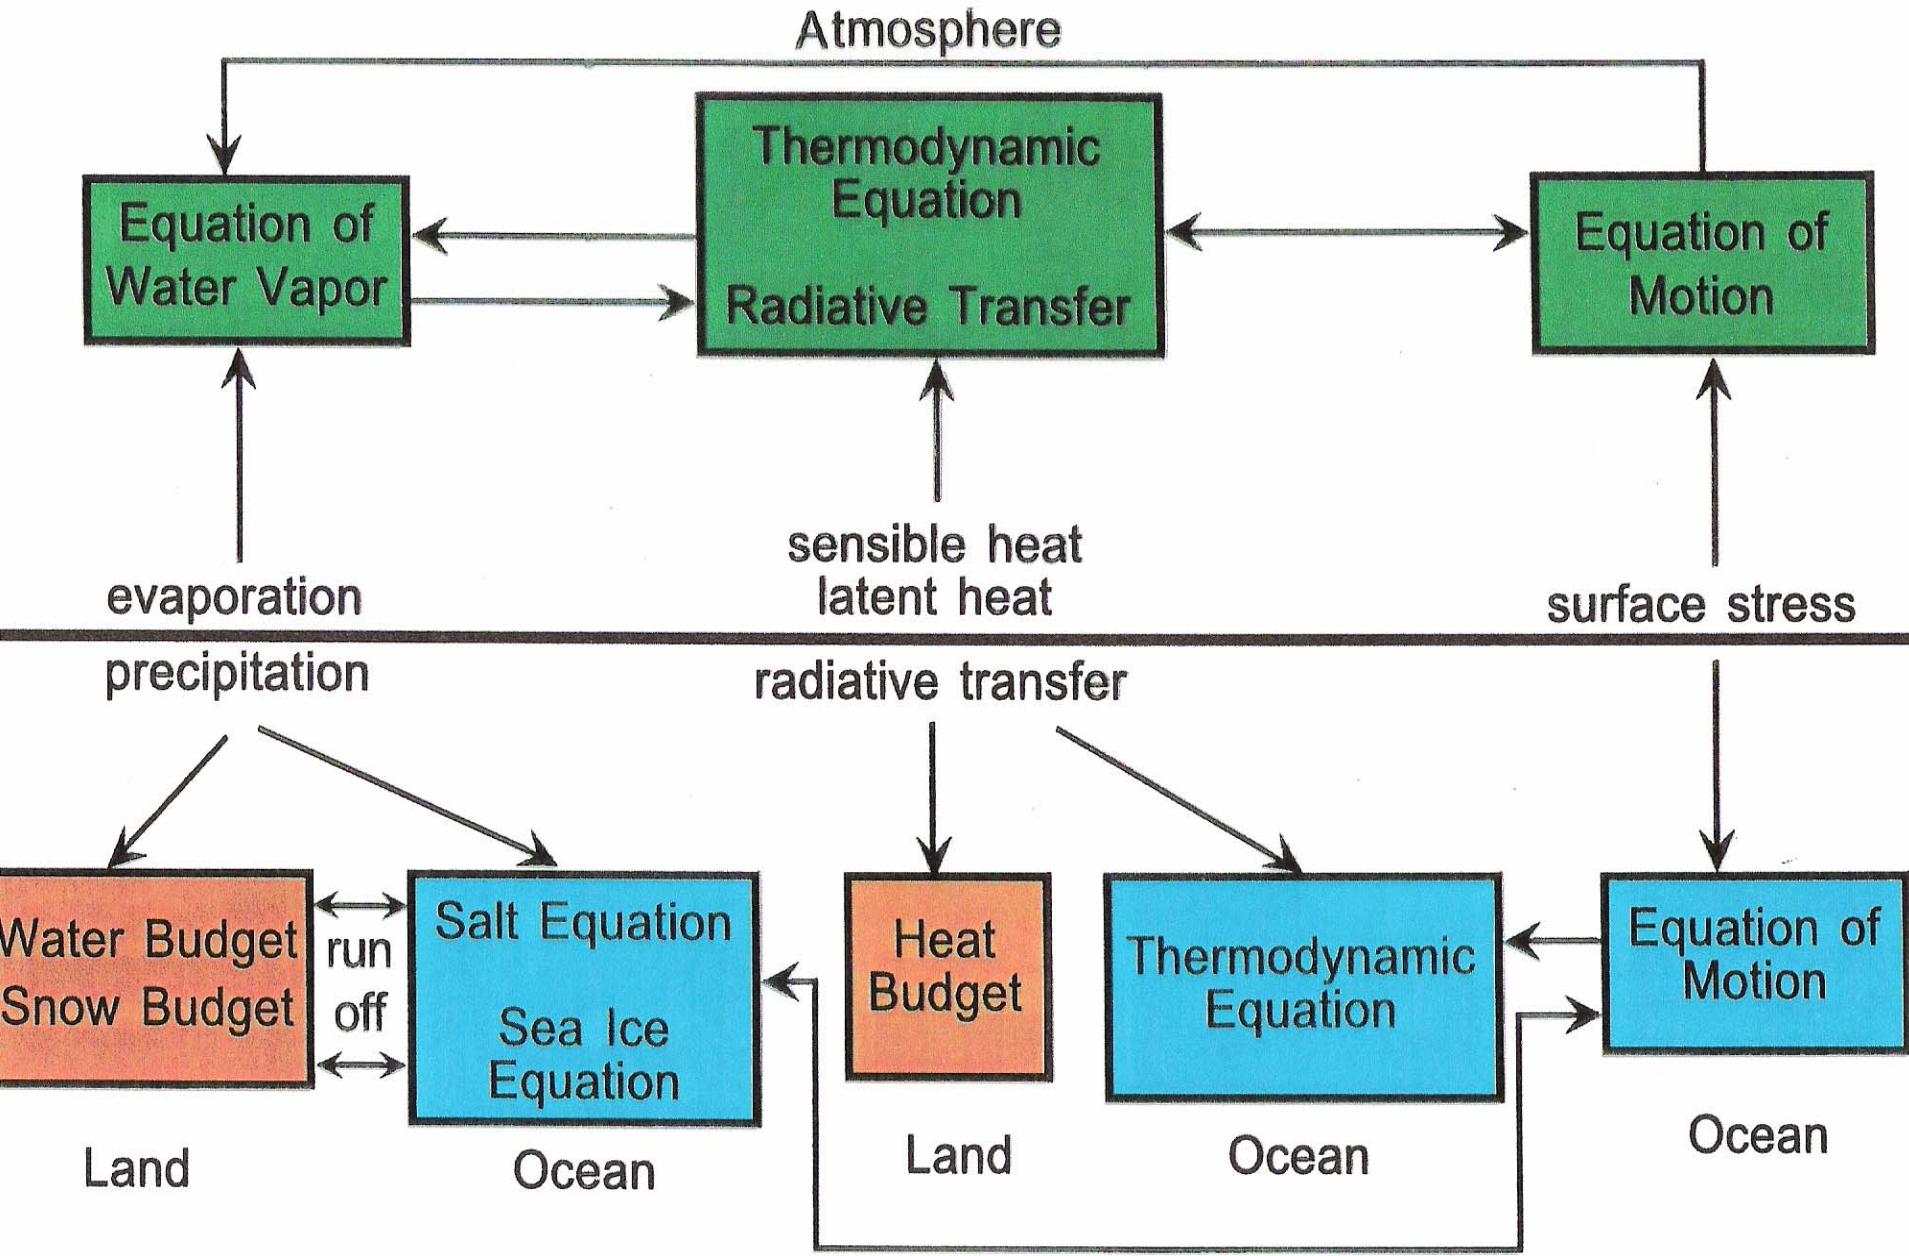 Atmosphere
Thermodynamic
Equation
Radiative Transfer
Equation of
Water Vapor
Equation of
Motion
evaporation
sensible heat
latent heat
surface stress
precipitation
radiative transfer
Water Budget
Snow Budget
run
off
Salt Equation
Sea Ice
Equation
Heat
Budget
Thermodynamic
Equation
Equation of
Motion
Land
Ocean
Land
Ocean
Ocean